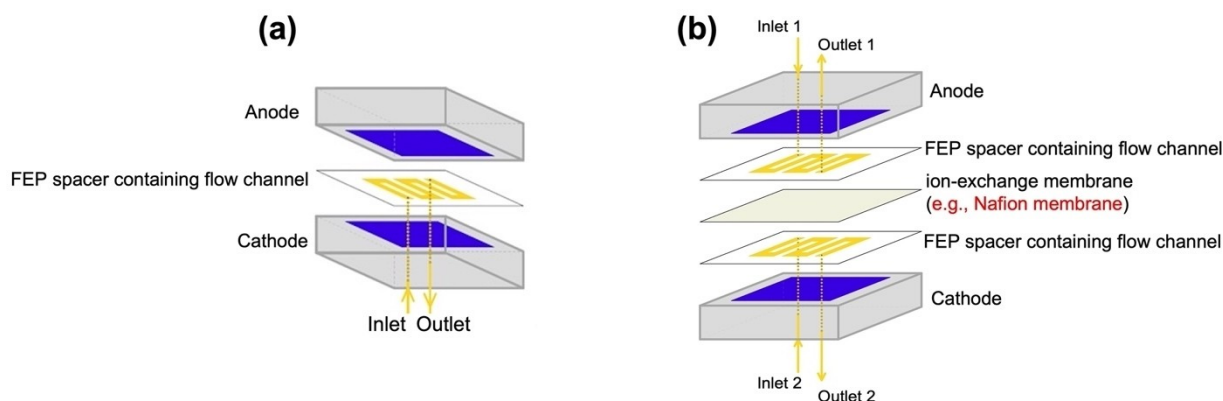 (a)
Anode
FEP spacer containing flow channel
Cathode
Inlet Outlet
(b)
Inlet 1
Outlet 1
Anode
FEP spacer containing flow channel
ion-exchange membrane
(e.g., Nafion membrane)
FEP spacer containing flow channel
Cathode
Inlet 2
Outlet 2